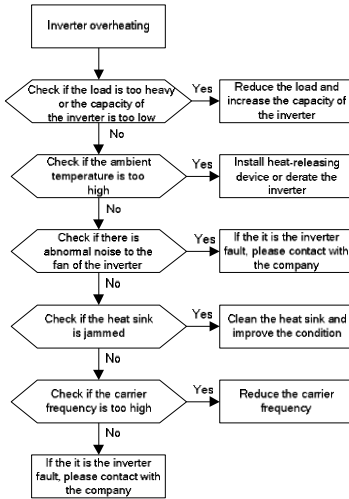 Inverter overheating
Check if the load is too heavy
or the capacity of
the inverter is too low
Yes
Reduce the load and
increase the capacity of
the inverter
No
Check if the ambient
temperature is too
high
Yes
Install heat-releasing
device or derate the
inverter
No
Check if there is
abnormal noise to the
fan of the inverter
Yes
If the it is the inverter
fault, please contact with
the company
No
Check if the heat sink
is jammed
Yes
Clean the heat sink and
improve the condition
No
Check if the carrier
frequency is too high
Yes
Reduce the carrier
frequency
No
If the it is the inverter
fault, please contact with
the company